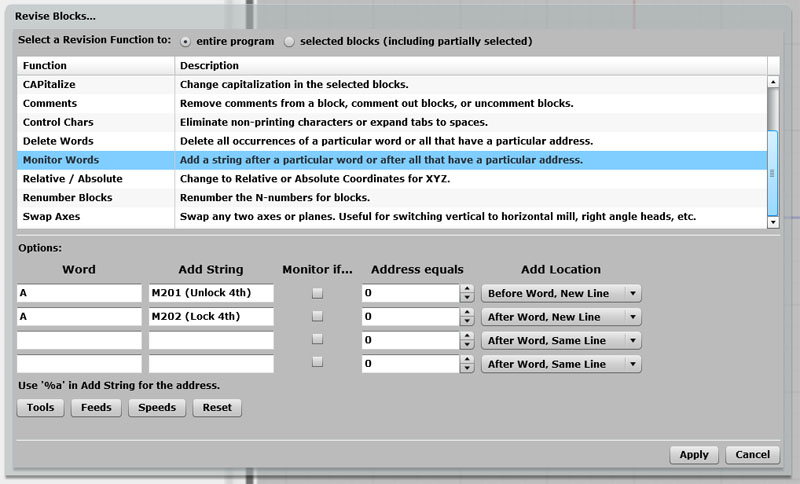 Revise Blocks...
Select a Revision Function to: entire program selected blocks (including partially selected)
Function Description
CAPitalize Change capitalization in the selected blocks.
Comments Remove comments from a block, comment out blocks, or uncomment blocks.
Control Chars Eliminate non-printing characters or expand tabs to spaces.
Delete Words Delete all occurrences of a particular word or all that have a particular address.
Monitor Words Add a string after a particular word or after all that have a particular address.
Relative / Absolute Change to Relative or Absolute Coordinates for XYZ.
Renumber Blocks Renumber the N-numbers for blocks.
Swap Axes Swap any two axes or planes. Useful for switching vertical to horizontal mill, right angle heads, etc.
Options:
Word Add String Monitor if... Address equals Add Location
A M201 (Unlock 4th) 0 Before Word, New Line
A M202 (Lock 4th) 0 After Word, New Line
0 After Word, Same Line
0 After Word, Same Line
Use '%a' in Add String for the address.
Tools Feeds Speeds Reset
Apply Cancel